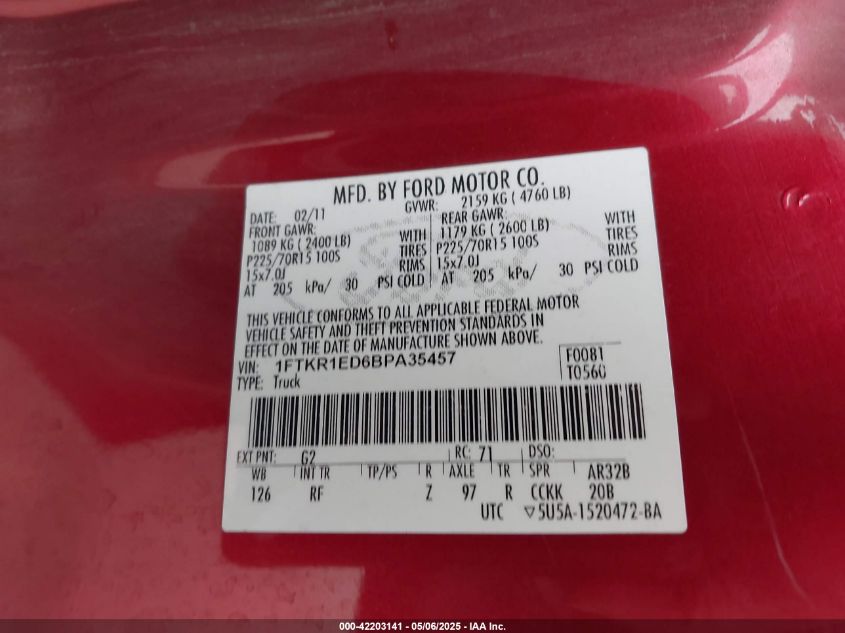 MFD. BY FORD MOTOR CO.
DATE: 02/11 GVWR: 2159 KG ( 4760 LB)
FRONT GAWR: REAR GAWR:
1089 KG ( 2400 LB) WITH 1179 KG ( 2600 LB) WITH
P225/70R15 100S TIRES P225/70R15 100S TIRES
15x7.0J RIMS 15x7.0J RIMS
AT 205 kPa/ 30 PSI COLD AT 205 kPa/ 30 PSI COLD
THIS VEHICLE CONFORMS TO ALL APPLICABLE FEDERAL MOTOR
VEHICLE SAFETY AND THEFT PREVENTION STANDARDS IN
EFFECT ON THE DATE OF MANUFACTURE SHOWN ABOVE.
VIN: 1FTKR1ED6BPA35457 F0081
TYPE: Truck T0560
EXT PNT: G2 RC: 71 DSO:
WB INT TR TP/PS R AXLE TR SPR AR32B
126 RF Z 97 R CCKK 20B
UTC ▽5U5A-1520472-BA
000-42203141 - 05/06/2025 - IAA Inc.